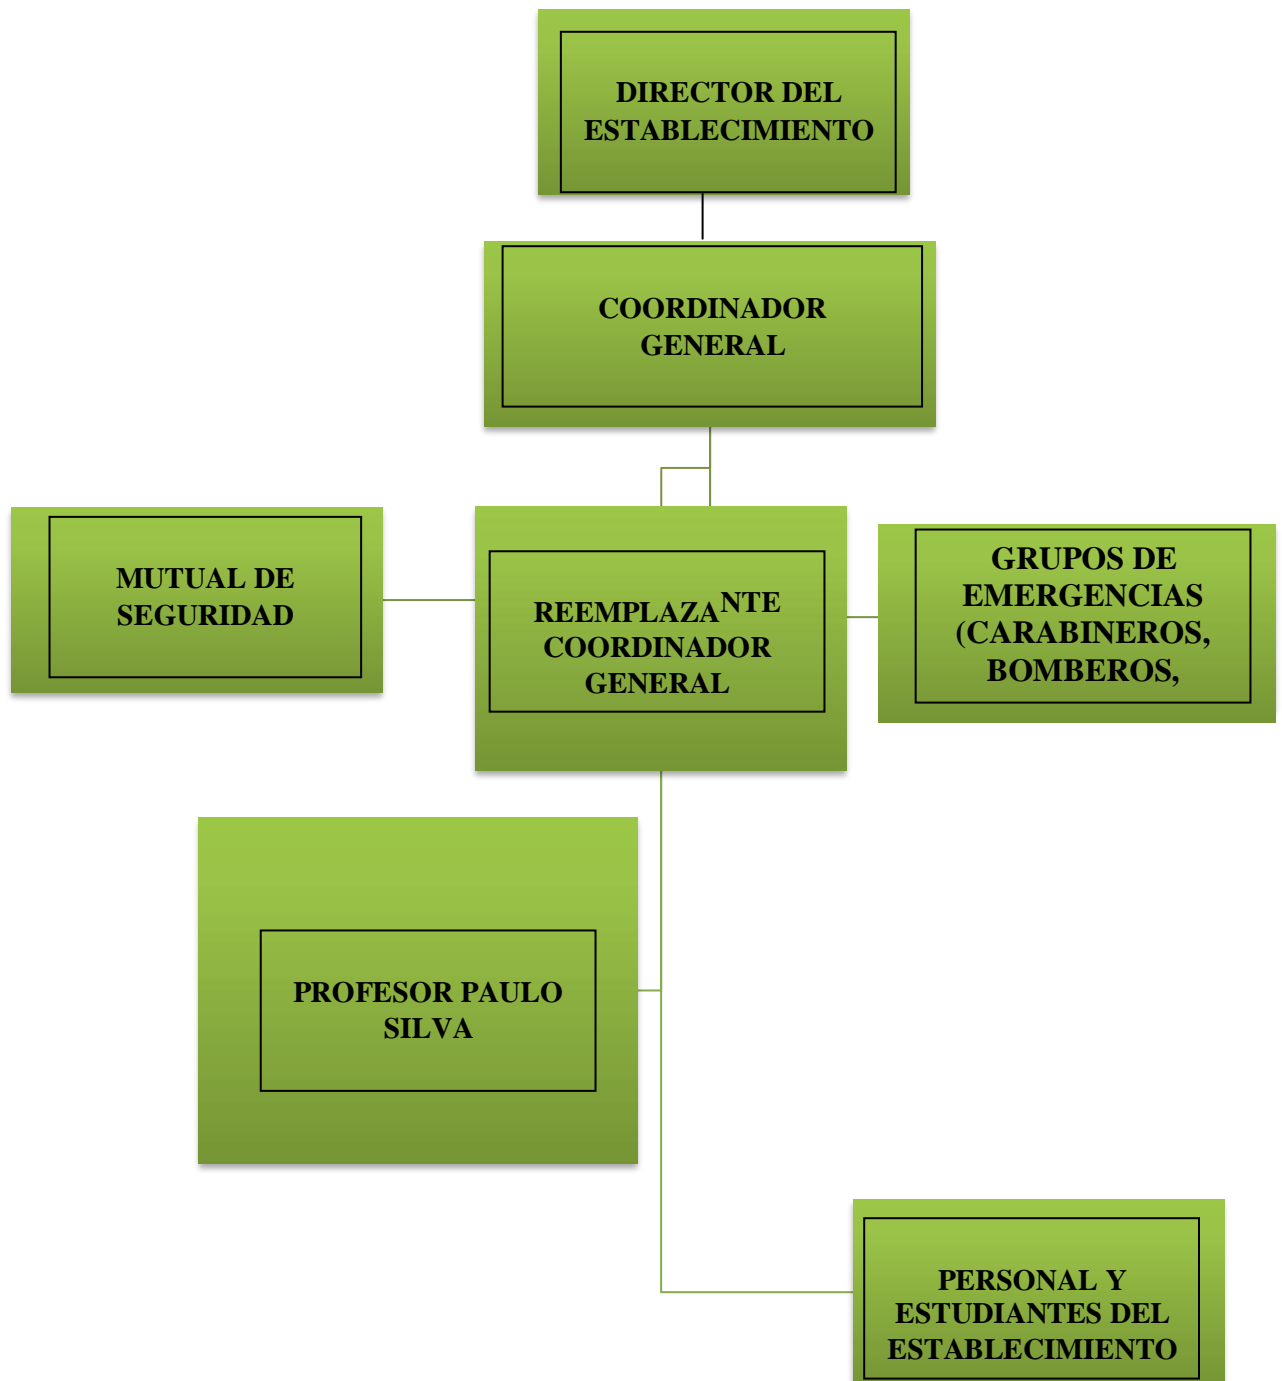 DIRECTOR DEL
ESTABLECIMIENTO
COORDINADOR
GENERAL
MUTUAL DE
SEGURIDAD
REEMPLAZANTE
COORDINADOR
GENERAL
GRUPOS DE
EMERGENCIAS
(CARABINEROS,
BOMBEROS,
PROFESOR PAULO
SILVA
PERSONAL Y
ESTUDIANTES DEL
ESTABLECIMIENTO